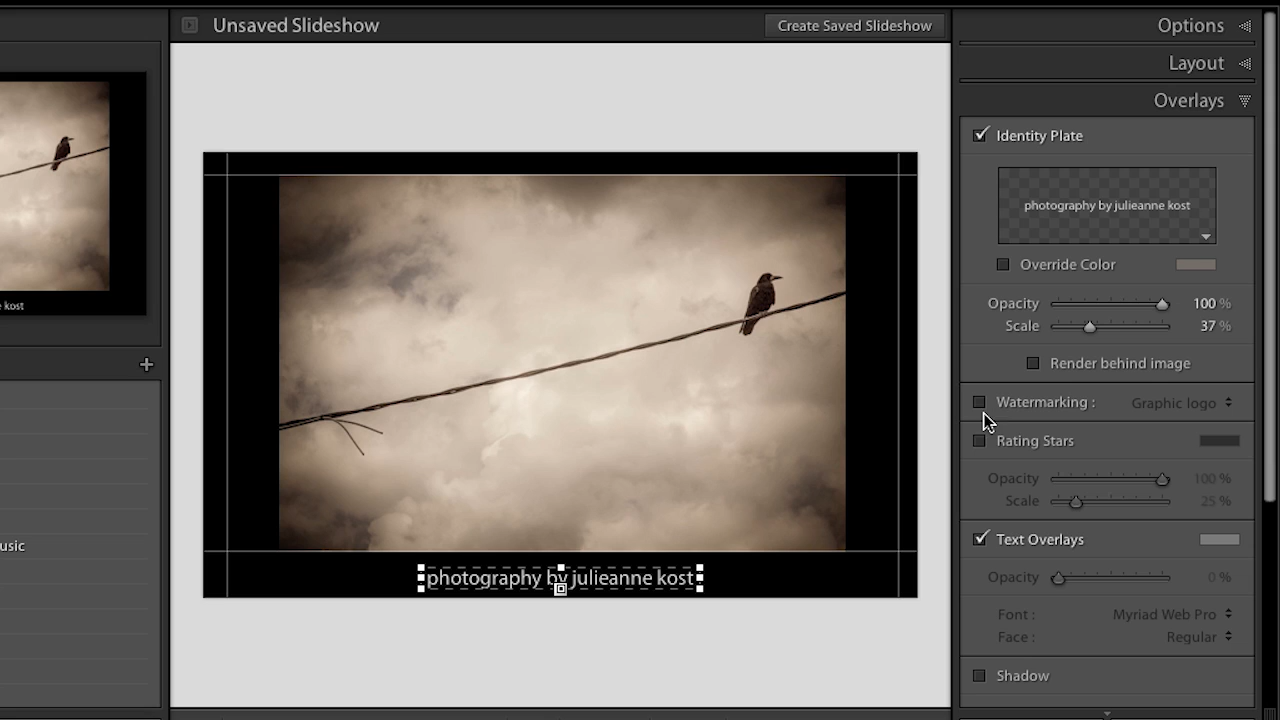 Unsaved Slideshow
Create Saved Slideshow
kost
usic
photography by julieanne kost
Options
Layout
Overlays
Identity Plate
photography by julieanne kost
Override Color
Opacity 100 %
Scale 37 %
Render behind image
Watermarking : Graphic logo
Rating Stars
Opacity 100 %
Scale 25 %
Text Overlays
Opacity 0 %
Font : Myriad Web Pro
Face : Regular
Shadow